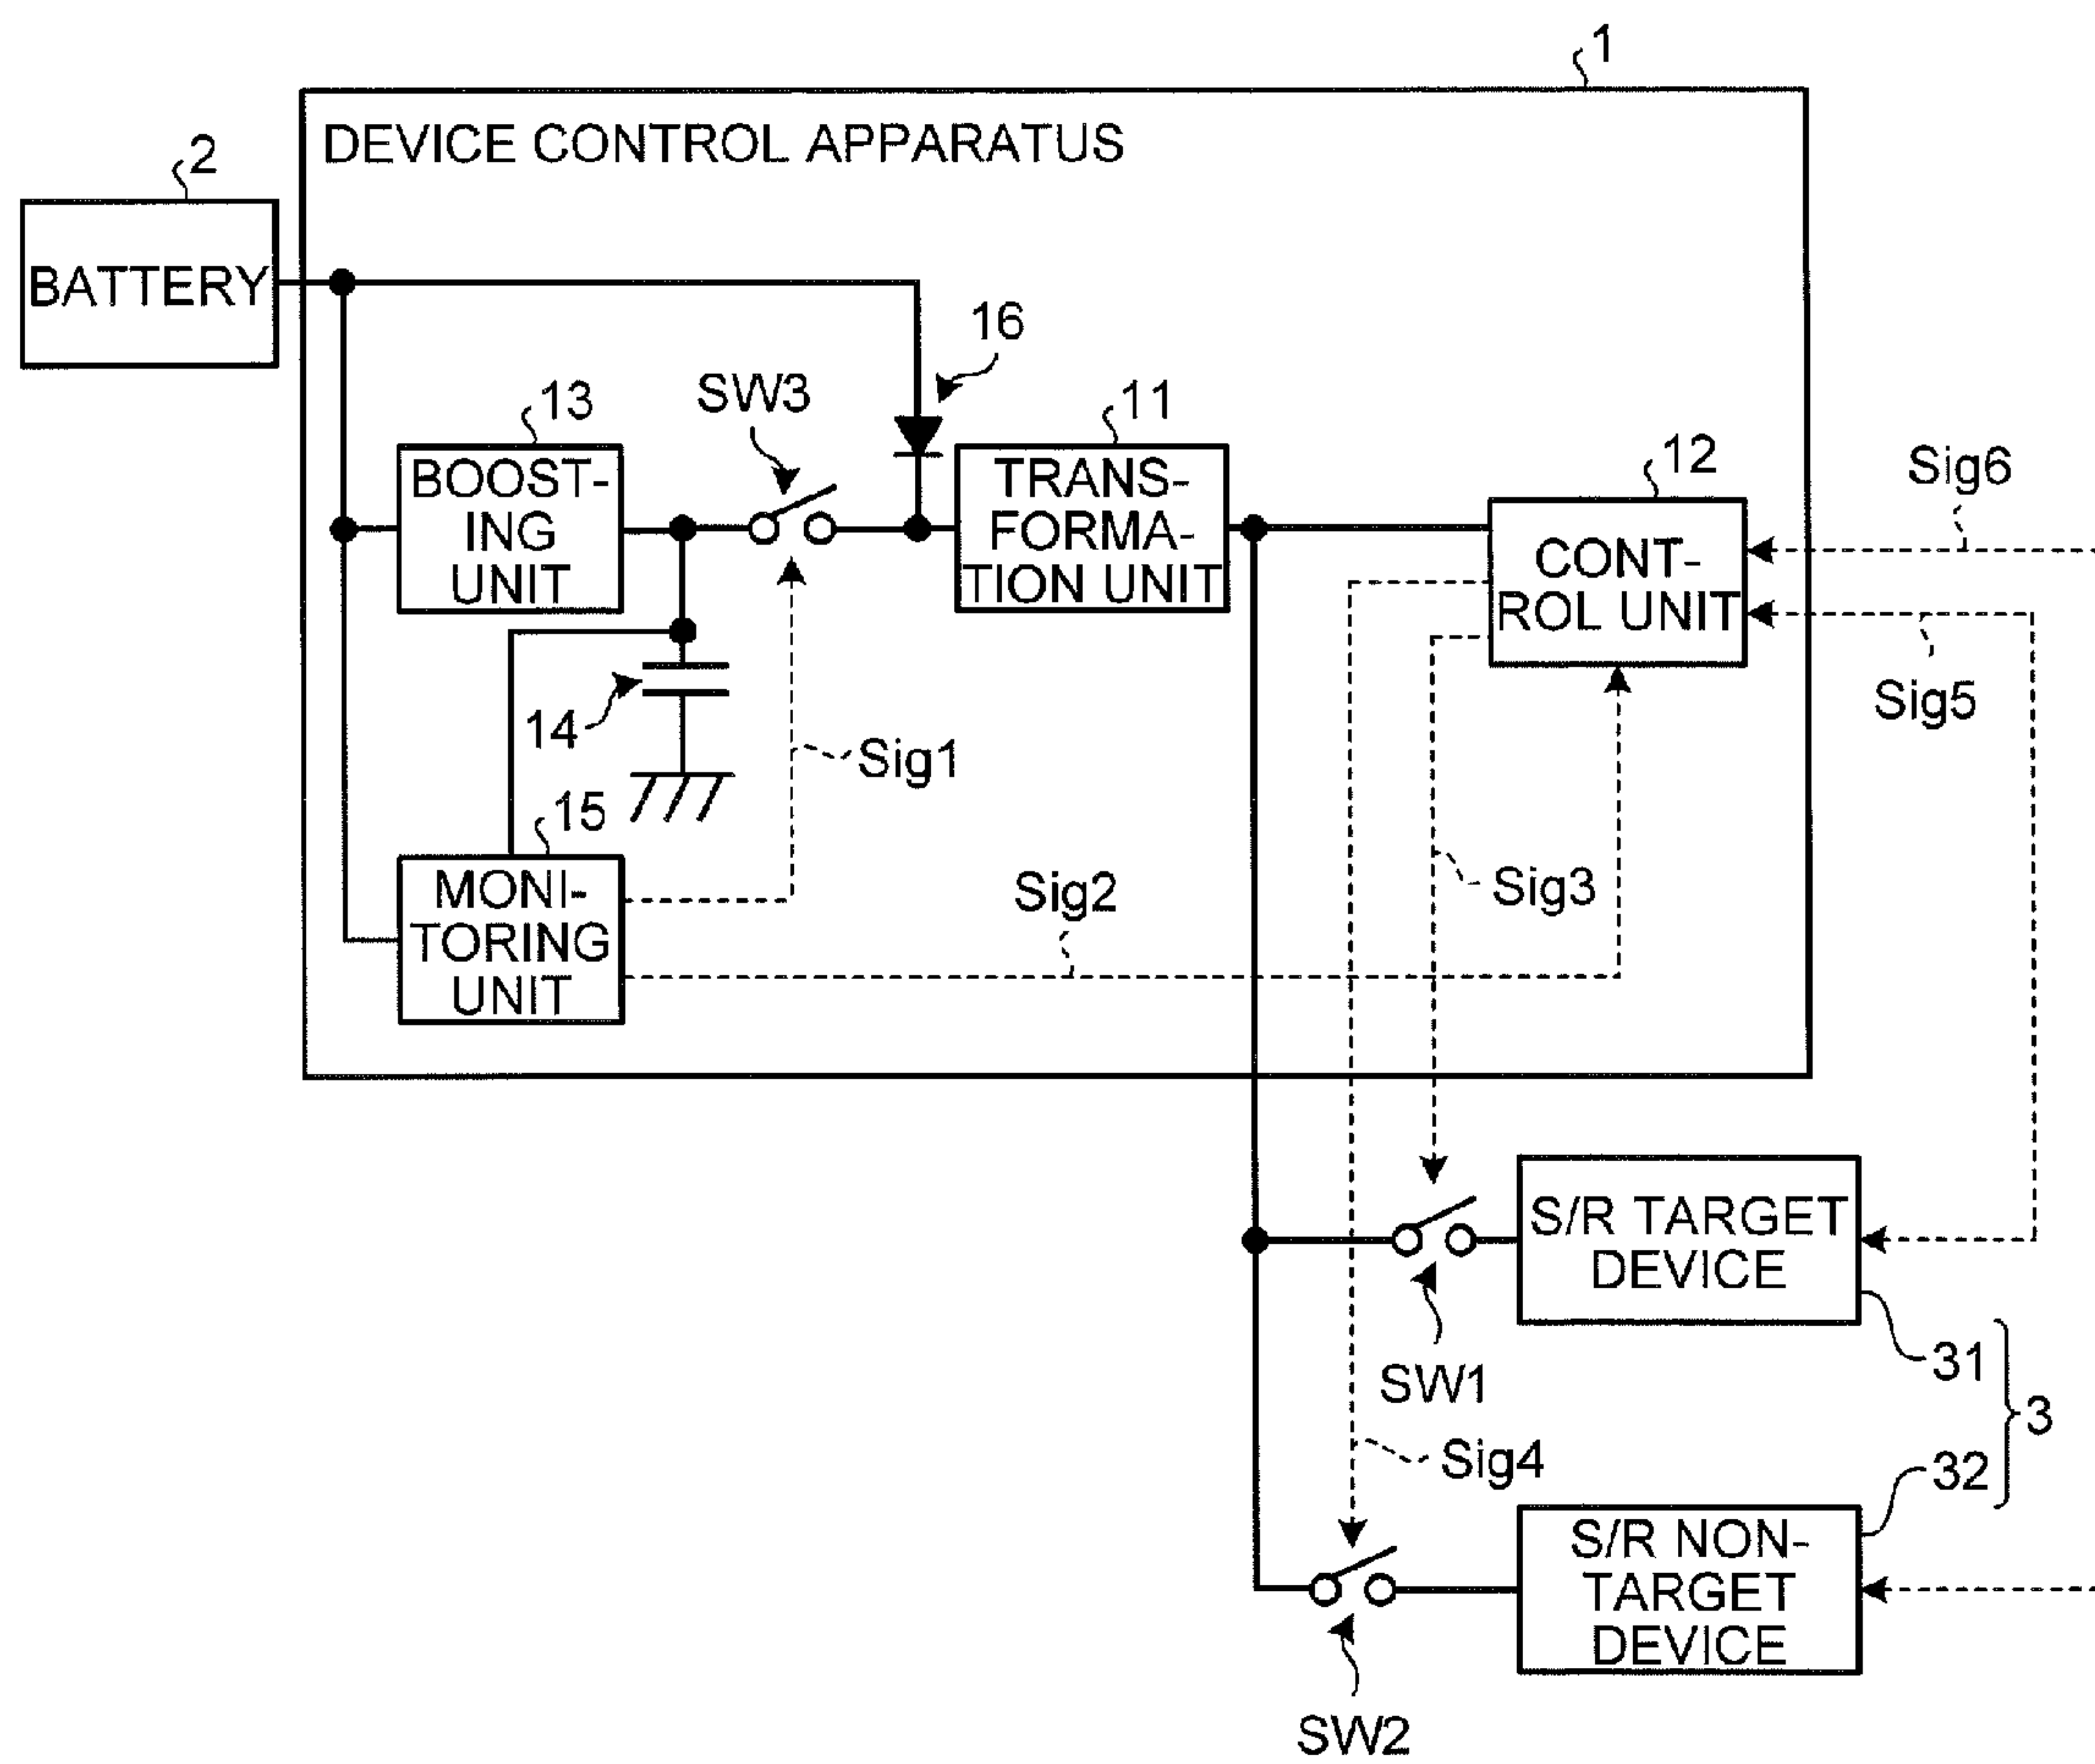 1
DEVICE CONTROL APPARATUS
2
BATTERY
16
SW3
13
11
12
Sig6
BOOST-
ING
UNIT
TRANS-
FORMA-
TION UNIT
CONT-
ROL UNIT
Sig5
14
Sig1
15
MONI-
TORING
UNIT
Sig2
Sig3
S/R TARGET
DEVICE
SW1
31
3
Sig4
32
S/R NON-
TARGET
DEVICE
SW2